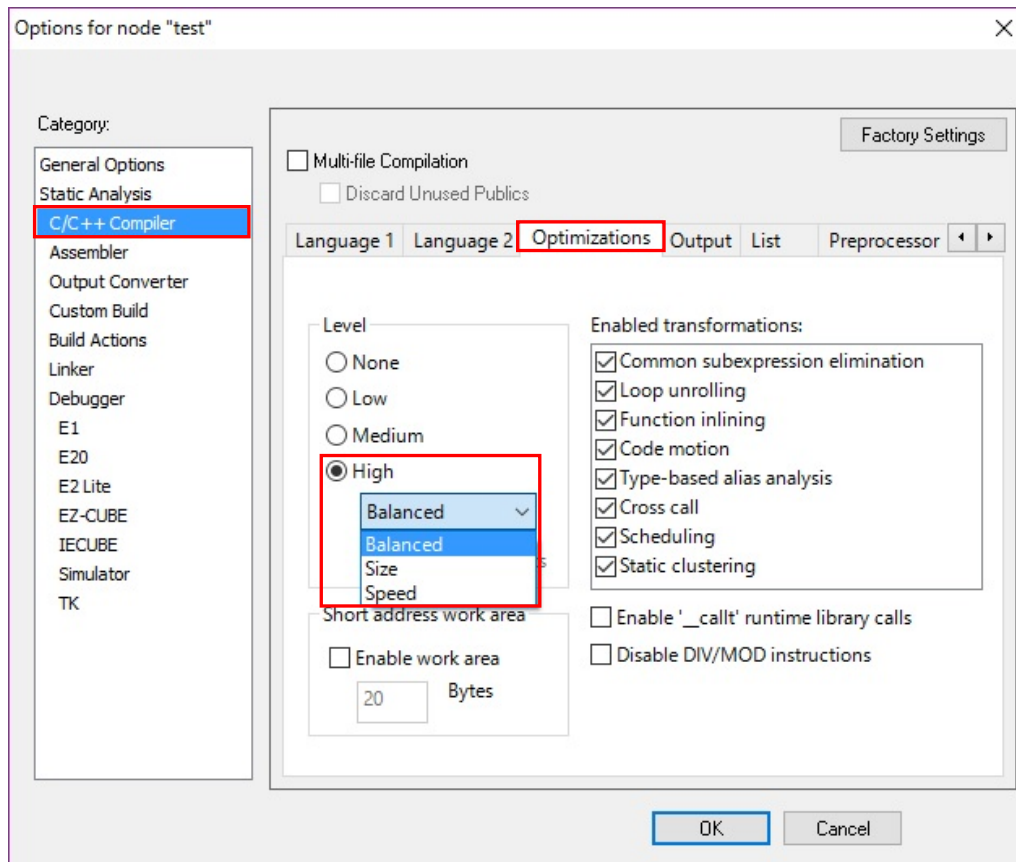 Options for node "test"
Category:
General Options
Static Analysis
C/C++ Compiler
Assembler
Output Converter
Custom Build
Build Actions
Linker
Debugger
E1
E20
E2 Lite
EZ-CUBE
IECUBE
Simulator
TK
Factory Settings
Multi-file Compilation
Discard Unused Publics
Language 1 Language 2 Optimizations Output List Preprocessor
Level
None
Low
Medium
High
Balanced
Balanced
Size
Speed
Enabled transformations:
Common subexpression elimination
Loop unrolling
Function inlining
Code motion
Type-based alias analysis
Cross call
Scheduling
Static clustering
Short address work area
Enable work area
20 Bytes
Enable '__callt' runtime library calls
Disable DIV/MOD instructions
OK Cancel